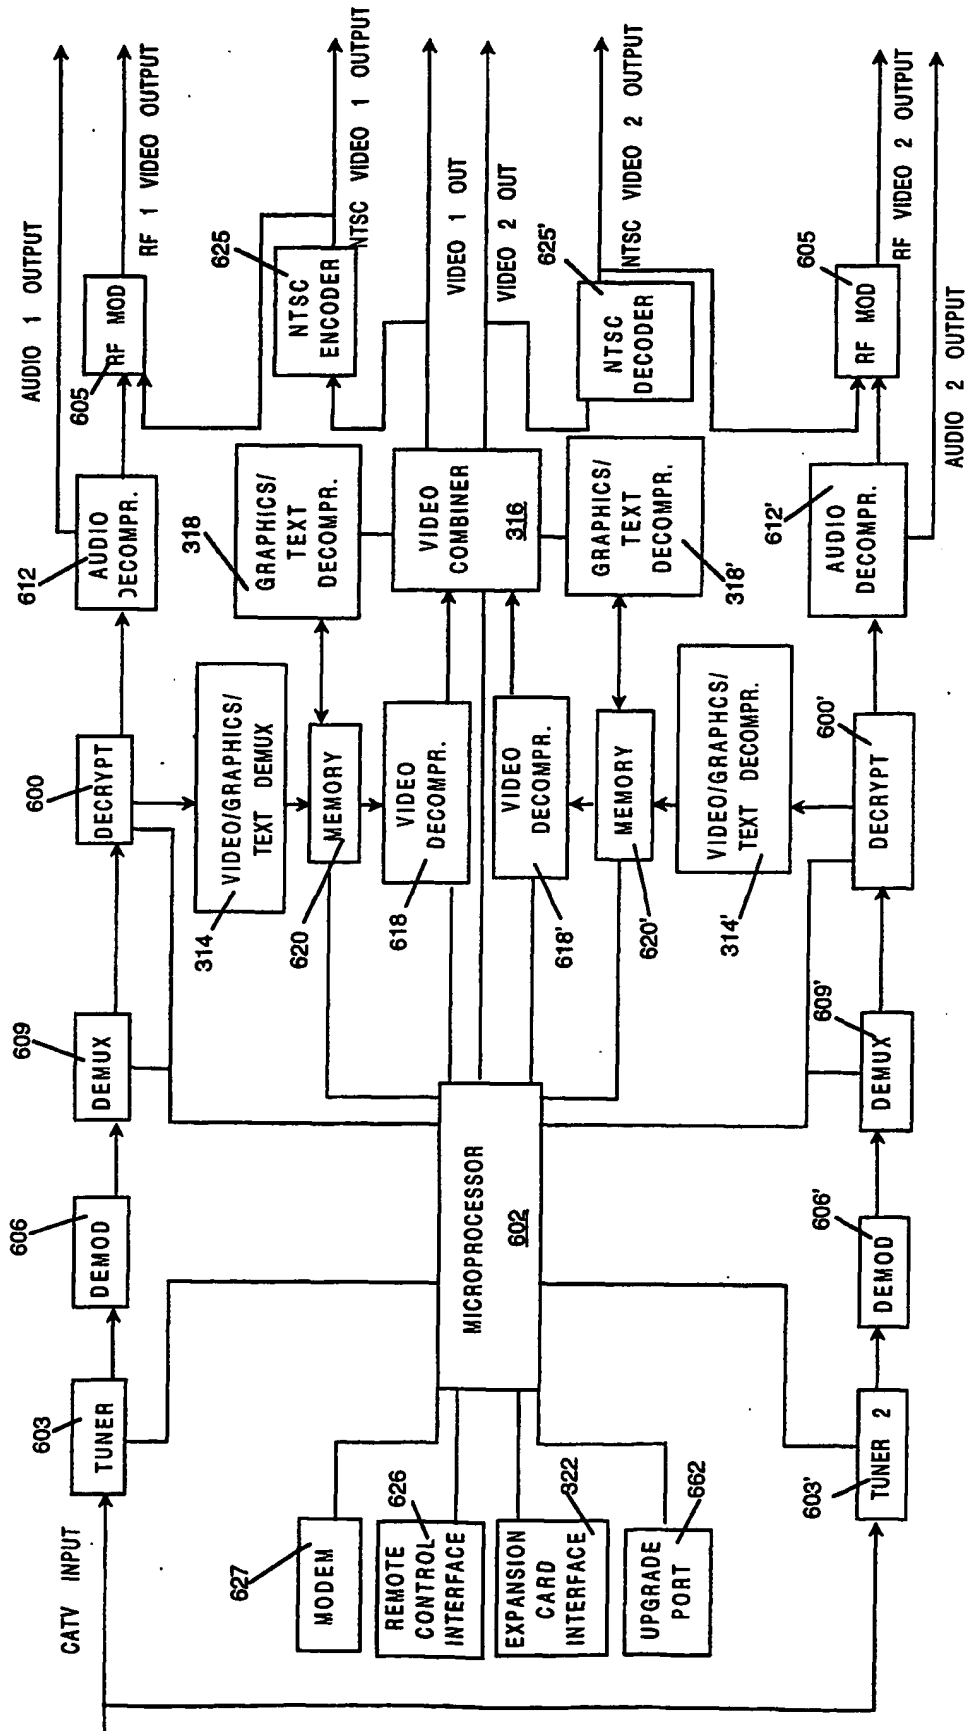 CATV INPUT
603
TUNER
606
DEMOD
609
DEMUX
600
DECRYPT
612
AUDIO
DECOMPR.
605
RF MOD
AUDIO 1 OUTPUT
RF 1 VIDEO OUTPUT
314
VIDEO/GRAPHICS/
TEXT DEMUX
318
GRAPHICS/
TEXT
DECOMPR.
625
NTSC
ENCODER
NTSC VIDEO 1 OUTPUT
620
MEMORY
618
VIDEO
DECOMPR.
627
MODEM
626
REMOTE
CONTROL
INTERFACE
322
EXPANSION
CARD
INTERFACE
662
UPGRADE
PORT
MICROPROCESSOR
602
VIDEO
COMBINER
316
VIDEO 1 OUT
VIDEO 2 OUT
618'
VIDEO
DECOMPR.
620'
MEMORY
318'
GRAPHICS/
TEXT
DECOMPR.
625'
NTSC
DECODER
NTSC VIDEO 2 OUTPUT
314'
VIDEO/GRAPHCS/
TEXT DECOMPR.
603'
TUNER 2
606'
DEMOD
609'
DEMUX
600'
DECRYPT
612'
AUDIO
DECOMPR.
605
RF MOD
RF VIDEO 2 OUTPUT
AUDIO 2 OUTPUT